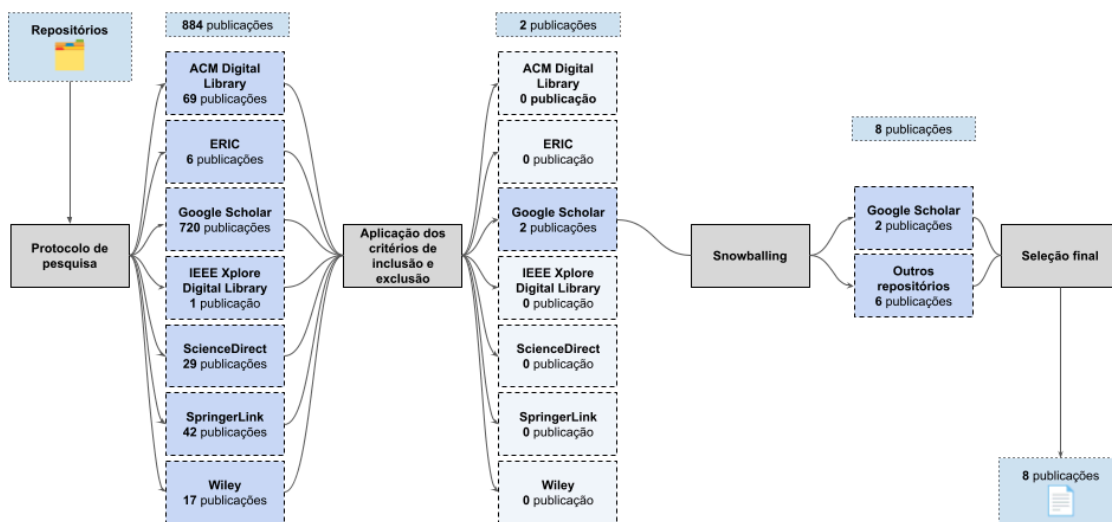 Repositórios
884 publicações
2 publicações
ACM Digital
Library
69 publicações
ERIC
6 publicações
Google Scholar
720 publicações
IEEE Xplore
Digital Library
1 publicação
ScienceDirect
29 publicações
SpringerLink
42 publicações
Wiley
17 publicações
Protocolo de
pesquisa
Aplicação dos
critérios de
inclusão e
exclusão
ACM Digital
Library
0 publicação
ERIC
0 publicação
Google Scholar
2 publicações
IEEE Xplore
Digital Library
0 publicação
ScienceDirect
0 publicação
SpringerLink
0 publicação
Wiley
0 publicação
Snowballing
8 publicações
Google Scholar
2 publicações
Outros
repositórios
6 publicações
Seleção final
8 publicações